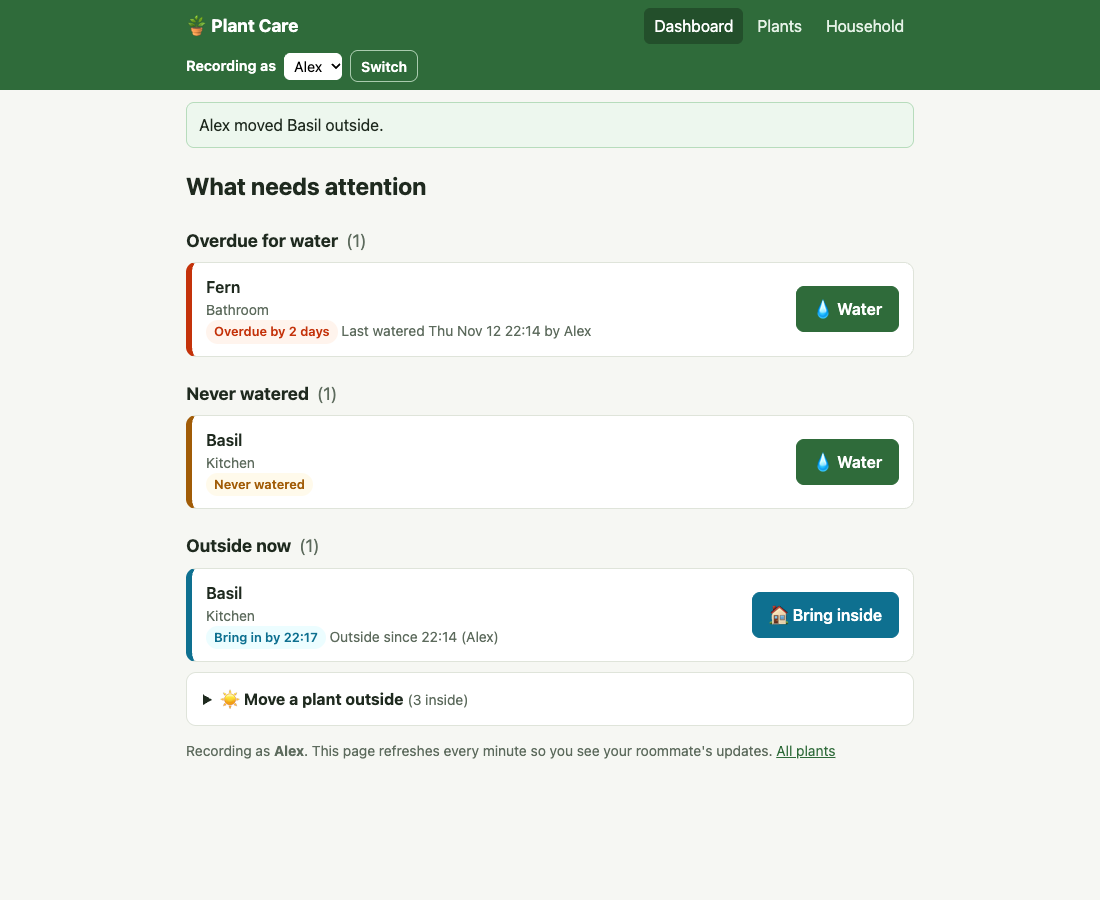 Plant Care
Dashboard Plants Household
Recording as Alex Switch
Alex moved Basil outside.
What needs attention
Overdue for water (1)
Fern
Bathroom
Overdue by 2 days Last watered Thu Nov 12 22:14 by Alex
Water
Never watered (1)
Basil
Kitchen
Never watered
Water
Outside now (1)
Basil
Kitchen
Bring in by 22:17 Outside since 22:14 (Alex)
Bring inside
Move a plant outside (3 inside)
Recording as Alex. This page refreshes every minute so you see your roommate's updates. All plants